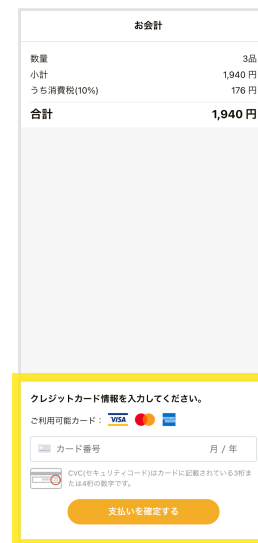 お会計
数量 3品
小計 1,940 円
うち消費税(10%) 176 円
合計 1,940 円
クレジットカード情報を入力してください。
ご利用可能カード： VISA
カード番号 月 / 年
CVC(セキュリティコード)はカードに記載されている3桁ま
たは4桁の数字です。
支払いを確定する